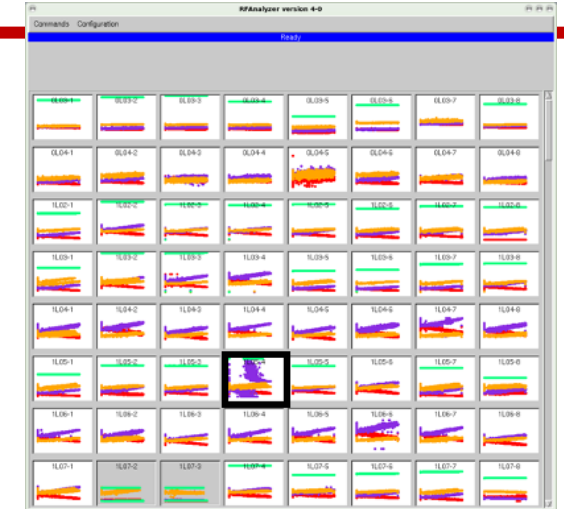 RFAnalyzer version 4-0
Commands Configuration
Ready
0L03-1 0L03-2 0L03-3 0L03-4 0L03-5 0L03-6 0L03-7 0L03-8
0L04-1 0L04-2 0L04-3 0L04-4 0L04-5 0L04-6 0L04-7 0L04-8
1L02-1 1L02-2 1L02-3 1L02-4 1L02-5 1L02-6 1L02-7 1L02-8
1L03-1 1L03-2 1L03-3 1L03-4 1L03-5 1L03-6 1L03-7 1L03-8
1L04-1 1L04-2 1L04-3 1L04-4 1L04-5 1L04-6 1L04-7 1L04-8
1L05-1 1L05-2 1L05-3 1L05-5 1L05-6 1L05-7 1L05-8
1L06-1 1L06-2 1L06-3 1L06-4 1L06-5 1L06-6 1L06-7 1L06-8
1L07-1 1L07-2 1L07-3 1L07-4 1L07-5 1L07-6 1L07-7 1L07-8